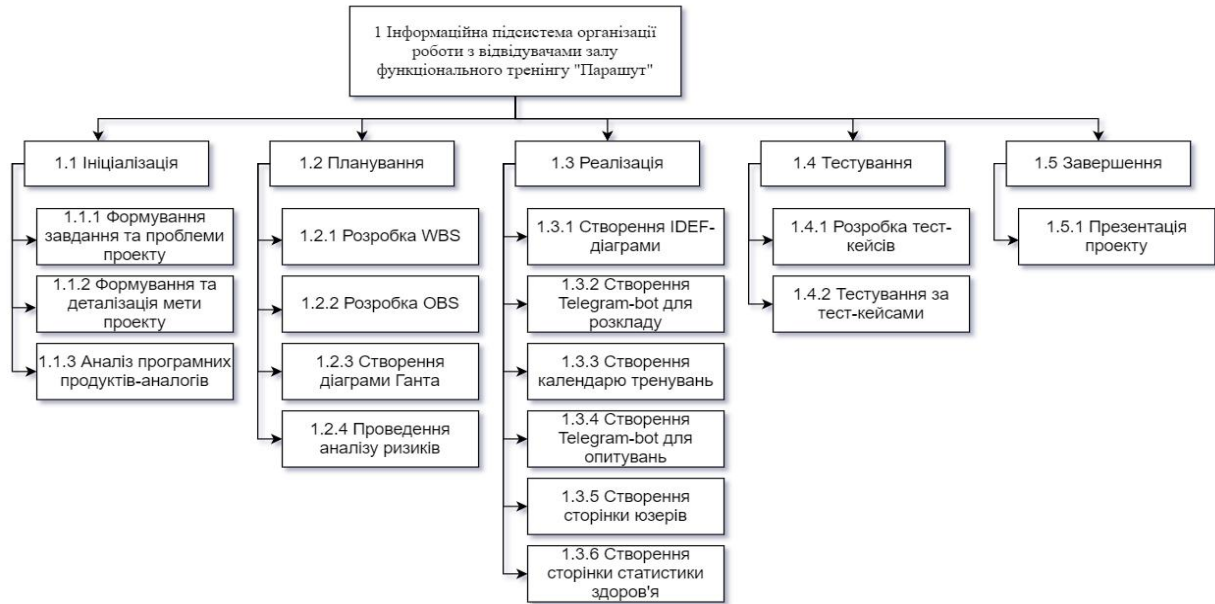 1 Інформаційна підсистема організації
роботи з відвідувачами залу
функціонального тренінгу "Парашут"
1.1 Ініціалізація
1.1.1 Формування
завдання та проблеми
проекту
1.1.2 Формування та
деталізація мети
проекту
1.1.3 Аналіз програмних
продуктів-аналогів
1.2 Планування
1.2.1 Розробка WBS
1.2.2 Розробка OBS
1.2.3 Створення
діаграми Ганта
1.2.4 Проведення
аналізу ризиків
1.3 Реалізація
1.3.1 Створення IDEF-
діаграми
1.3.2 Створення
Telegram-bot для
розкладу
1.3.3 Створення
календарю тренувань
1.3.4 Створення
Telegram-bot для
опитувань
1.3.5 Створення
сторінки юзерів
1.3.6 Створення
сторінки статистики
здоров'я
1.4 Тестування
1.4.1 Розробка тест-
кейсів
1.4.2 Тестування за
тест-кейсами
1.5 Завершення
1.5.1 Презентація
проекту